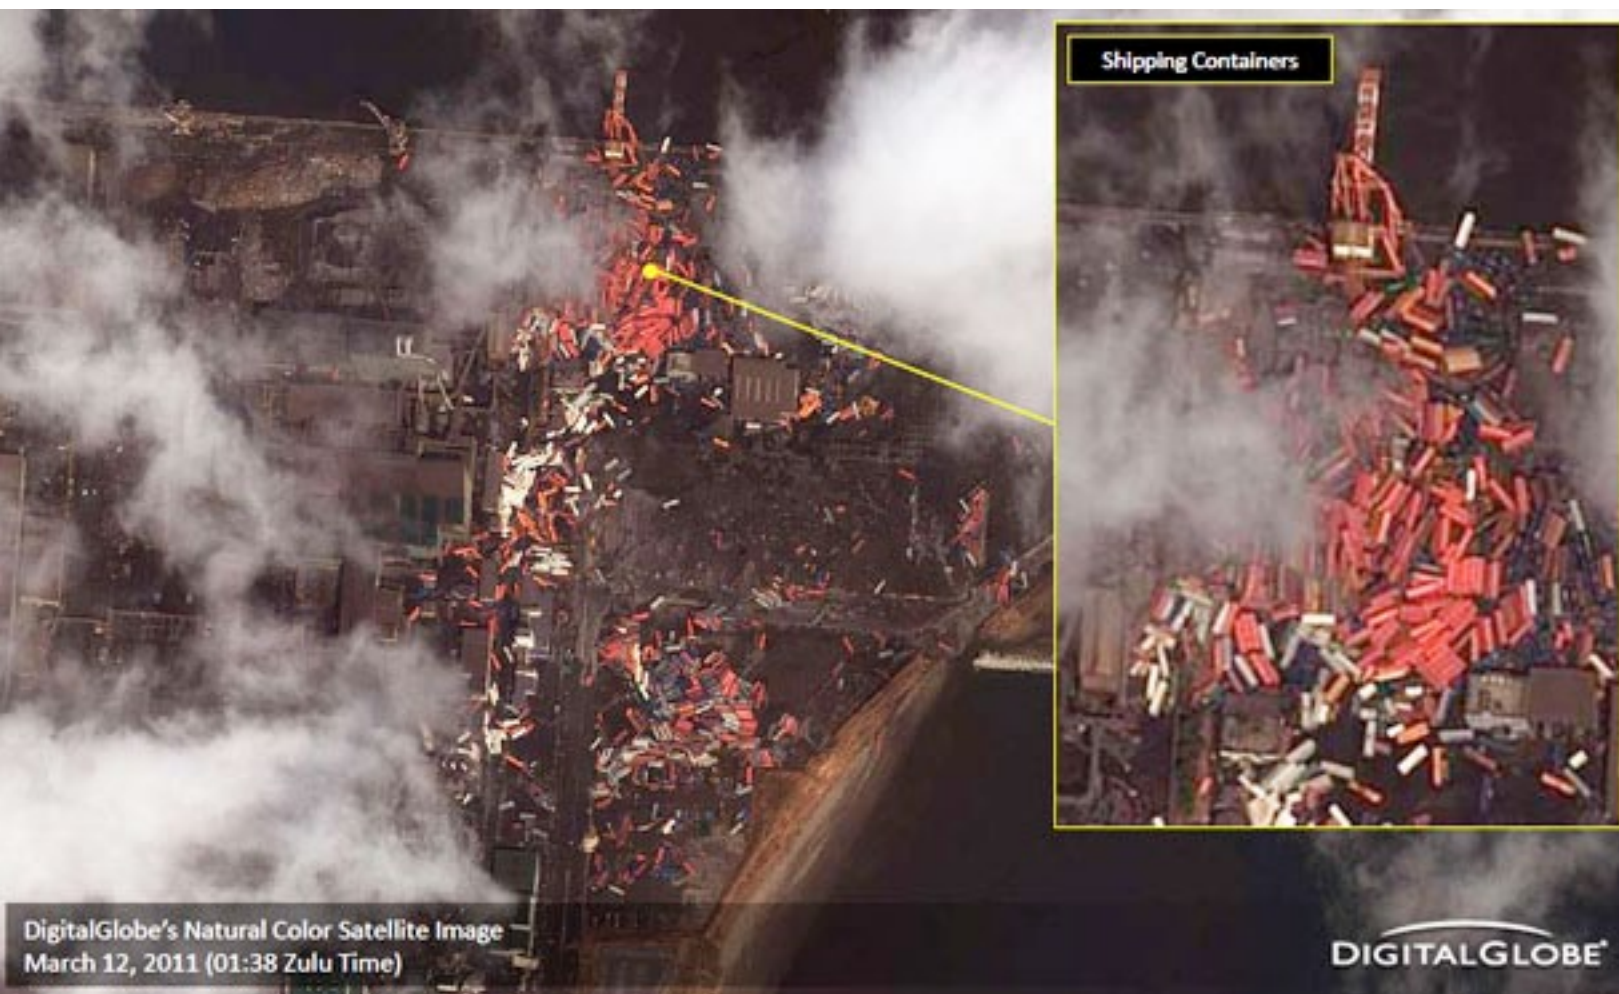 Shipping Containers
DigitalGlobe's Natural Color Satellite Image
March 12, 2011 (01:38 Zulu Time)
DIGITALGLOBE®